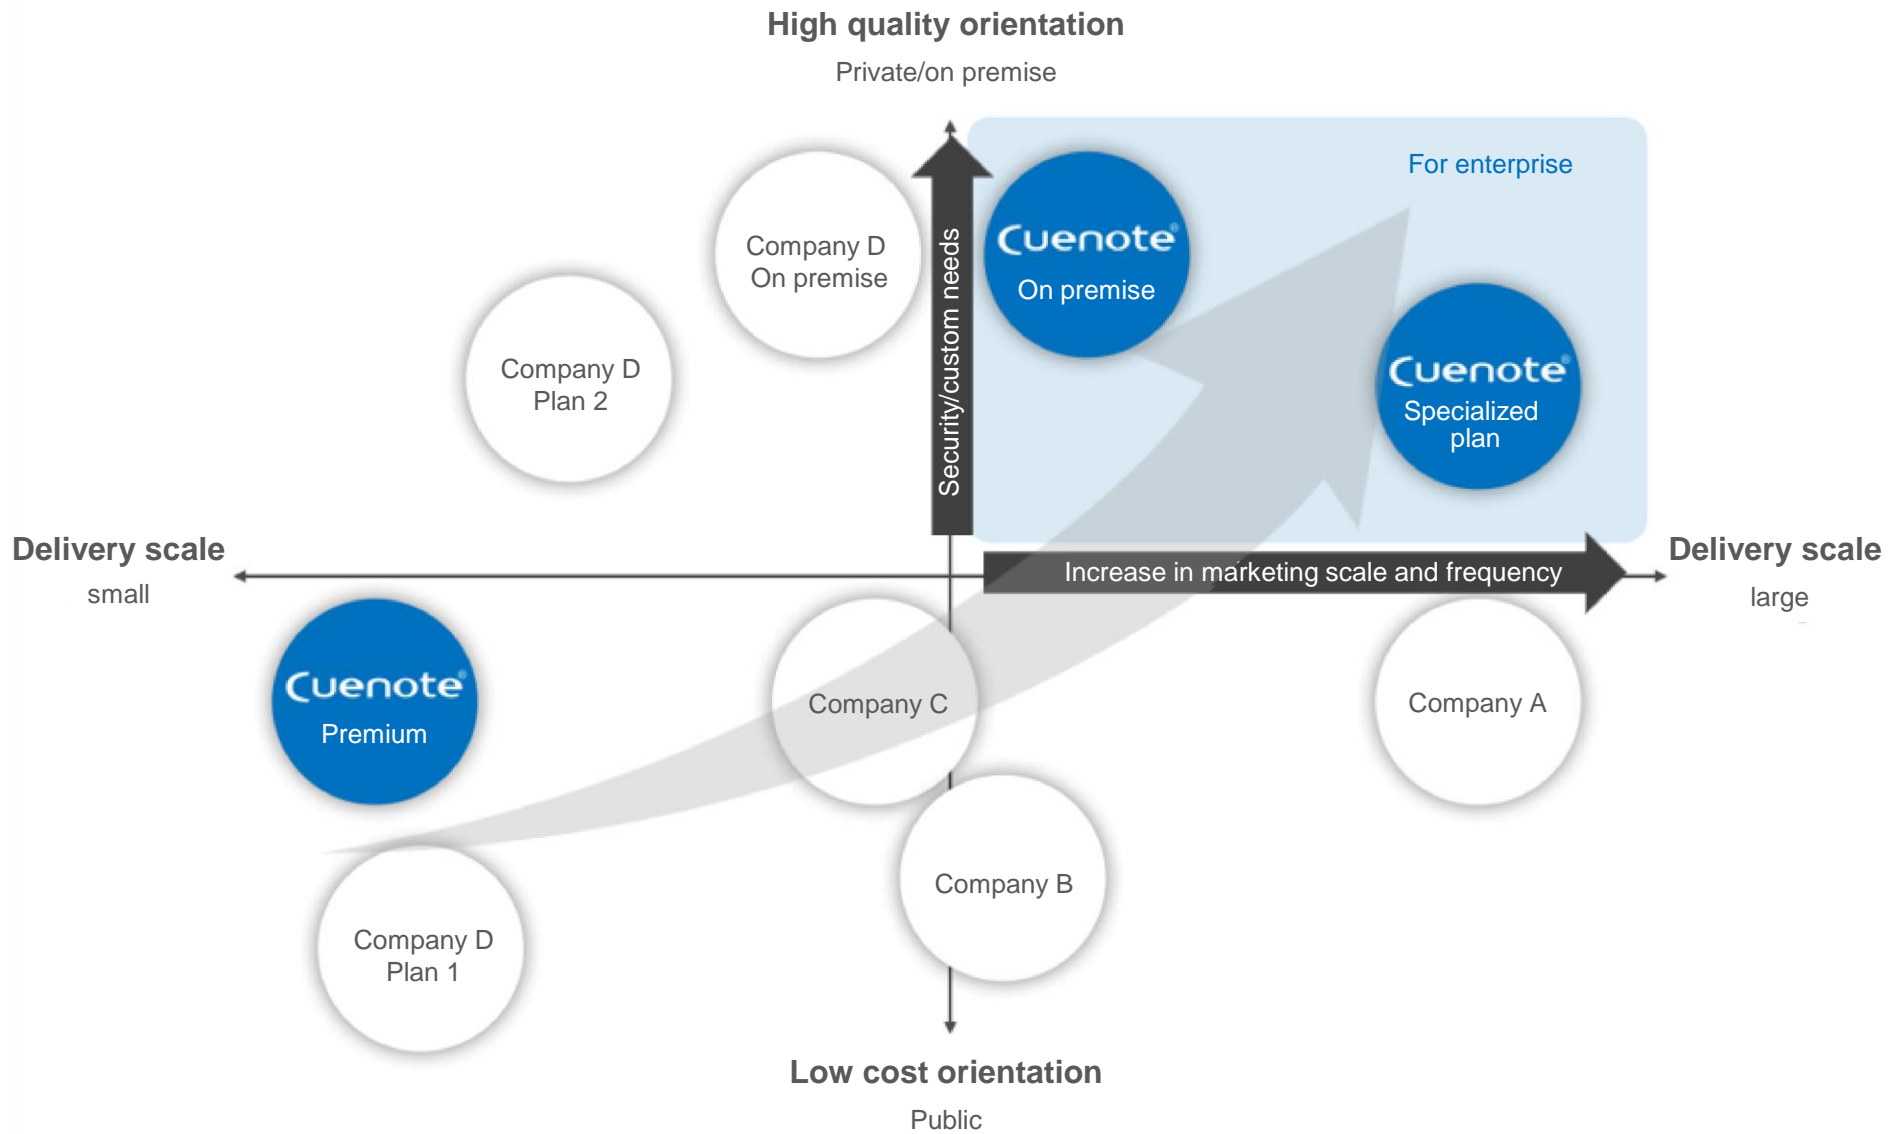 High quality orientation
Private/on premise
For enterprise
Cuenote®
On premise
Company D
On premise
Security/custom needs
Company D
Plan 2
Cuenote®
Specialized
plan
Delivery scale
small
Increase in marketing scale and frequency
Delivery scale
large
Cuenote®
Premium
Company C
Company A
Company B
Company D
Plan 1
Low cost orientation
Public